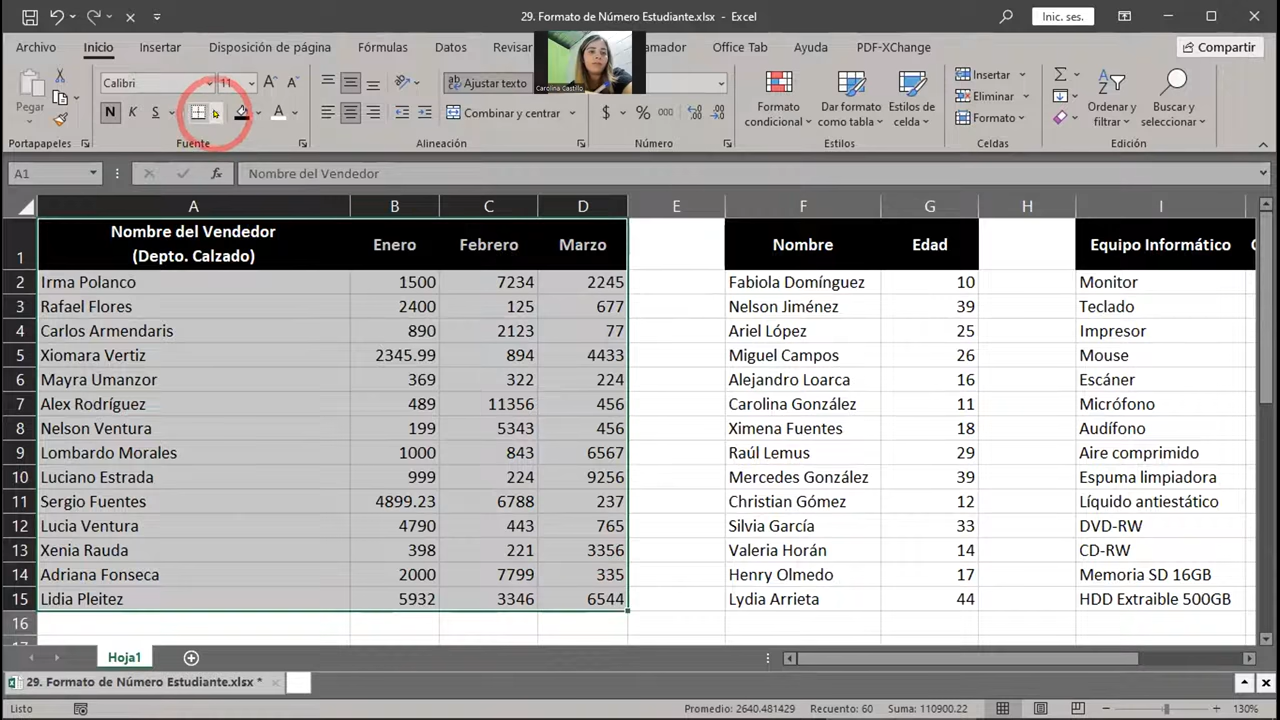 29. Formato de Número Estudiante.xlsx - Excel
Inic. ses.
Archivo Inicio Insertar Disposición de página Fórmulas Datos Revisar Office Tab Ayuda PDF-XChange Compartir
Calibri 11 Ajustar texto Insertar
Pegar Formato condicional Dar formato como tabla Estilos de celda Eliminar Ordenar y filtrar Buscar y seleccionar
N K S A Combinar y centrar $ % 000 Formato
Portapapeles Fuente Alineación Número Estilos Celdas Edición
Carolina Castillo
A1 fx Nombre del Vendedor
A B C D E F G H I
1 Nombre del Vendedor (Depto. Calzado) Enero Febrero Marzo Nombre Edad Equipo Informático
2 Irma Polanco 1500 7234 2245 Fabiola Domínguez 10 Monitor
3 Rafael Flores 2400 125 677 Nelson Jiménez 39 Teclado
4 Carlos Armendaris 890 2123 77 Ariel López 25 Impresor
5 Xiomara Vertiz 2345.99 894 4433 Miguel Campos 26 Mouse
6 Mayra Umanzor 369 322 224 Alejandro Loarca 16 Escáner
7 Alex Rodríguez 489 11356 456 Carolina González 11 Micrófono
8 Nelson Ventura 199 5343 456 Ximena Fuentes 18 Audífono
9 Lombardo Morales 1000 843 6567 Raúl Lemus 29 Aire comprimido
10 Luciano Estrada 999 224 9256 Mercedes González 39 Espuma limpiadora
11 Sergio Fuentes 4899.23 6788 237 Christian Gómez 12 Líquido antiestático
12 Lucia Ventura 4790 443 765 Silvia García 33 DVD-RW
13 Xenia Rauda 398 221 3356 Valeria Horán 14 CD-RW
14 Adriana Fonseca 2000 7799 335 Henry Olmedo 17 Memoria SD 16GB
15 Lidia Pleitez 5932 3346 6544 Lydia Arrieta 44 HDD Extraible 500GB
16
Hoja1
29. Formato de Número Estudiante.xlsx *
Listo Promedio: 2640.481429 Recuento: 60 Suma: 110900.22 130%